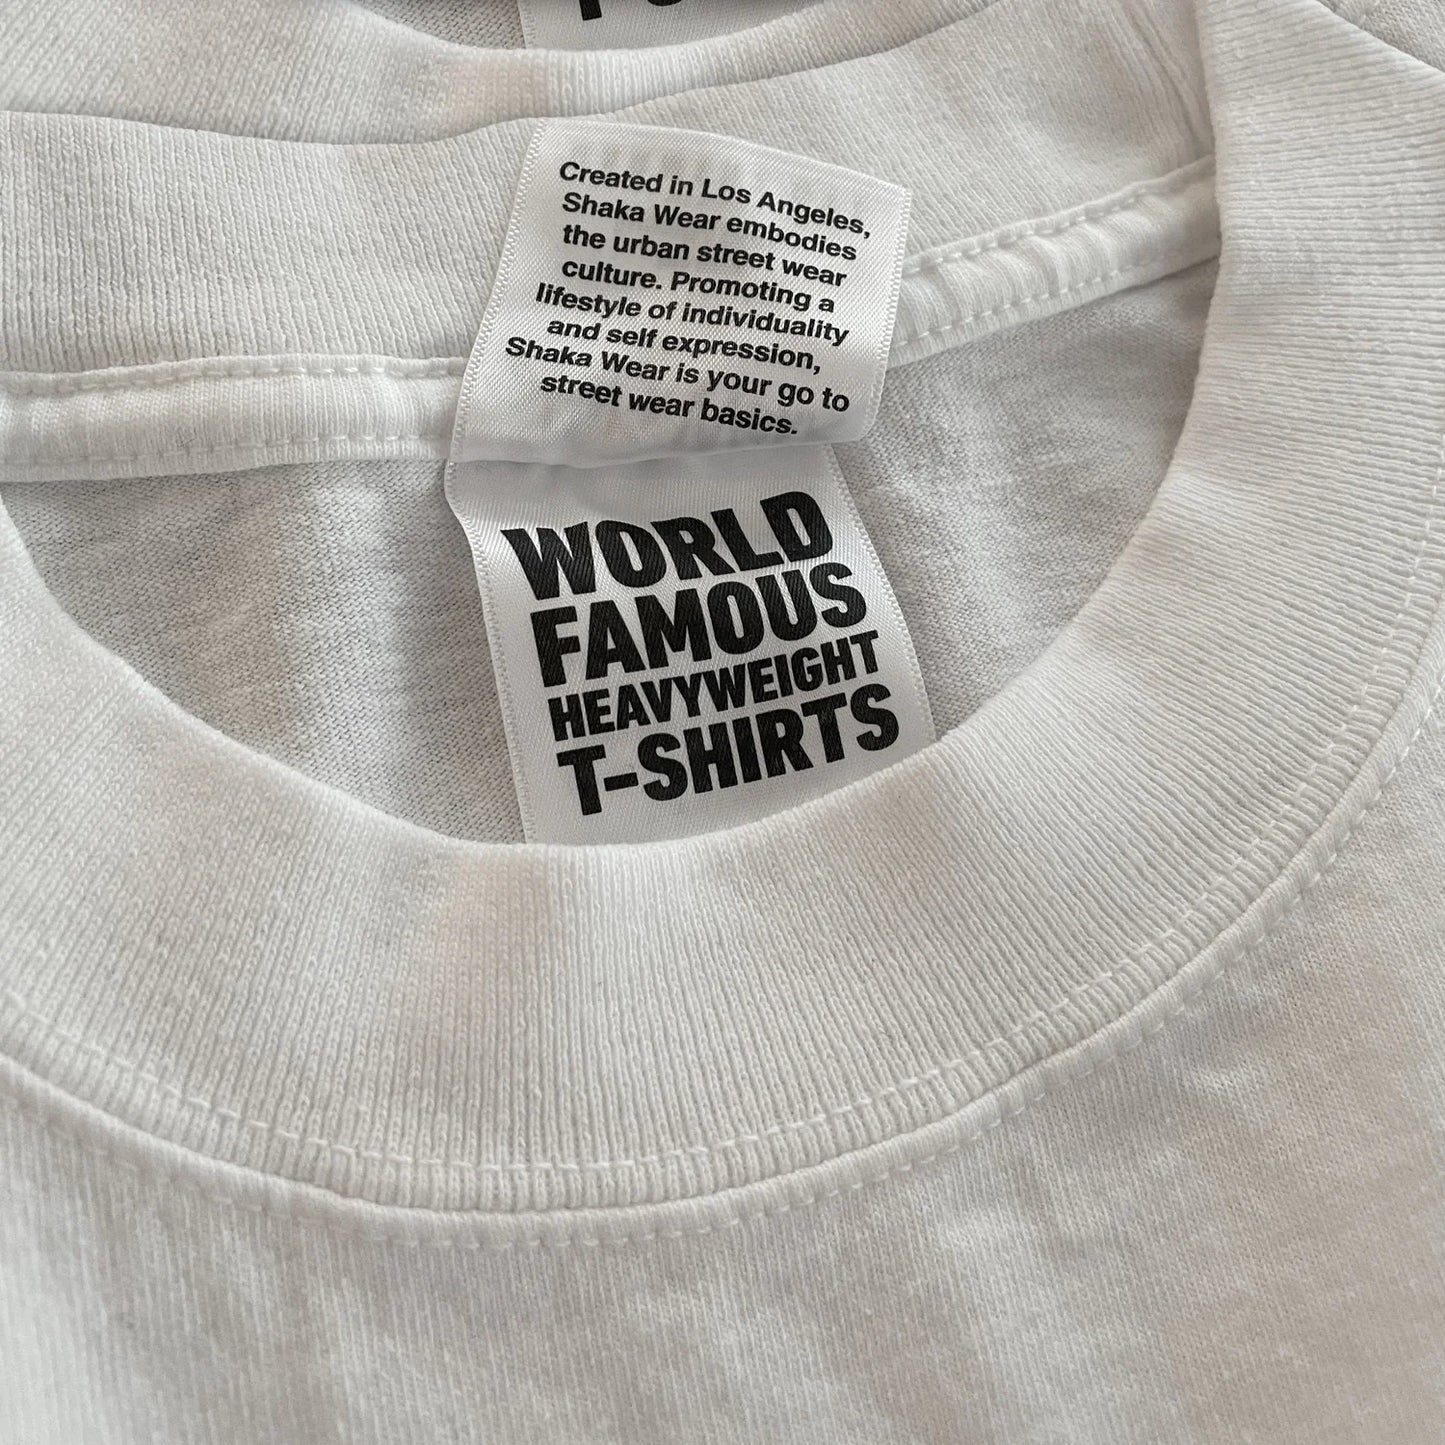 Created in Los Angeles,
Shaka Wear embodies
the urban street wear
culture. Promoting a
lifestyle of individuality
and self expression,
Shaka Wear is your go to
street wear basics.
WORLD
FAMOUS
HEAVYWEIGHT
T-SHIRTS